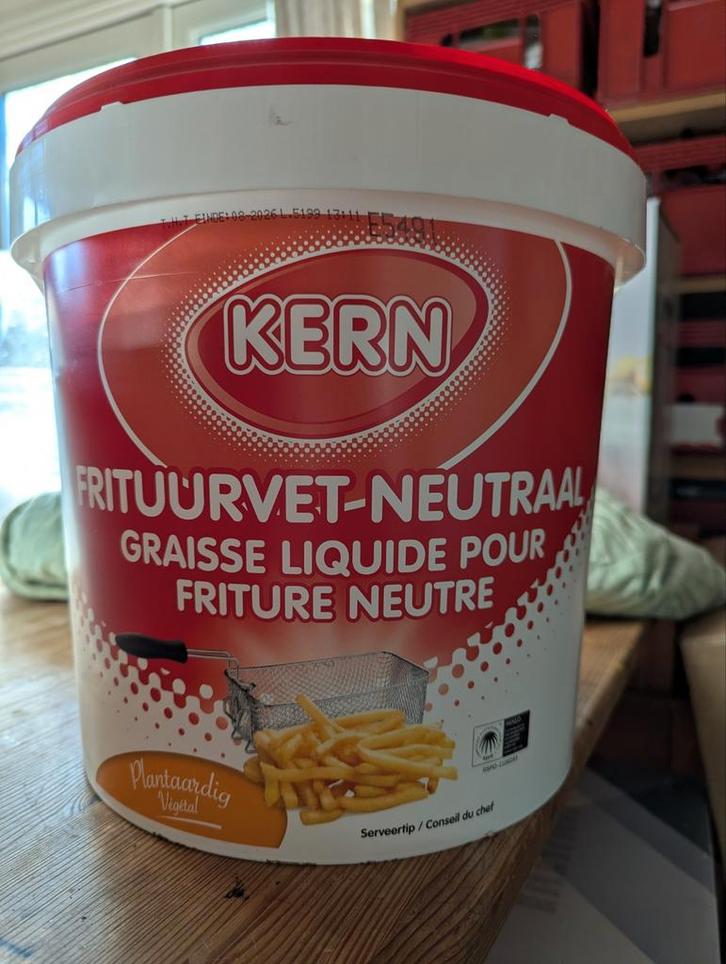 T.H.T EINDE:08-2026 L.5199 13:11 E5491
KERN
FRITUURVET-NEUTRAAL
GRAISSE LIQUIDE POUR
FRITURE NEUTRE
Plantaardig
Végétal
Serveertip / Conseil du chef